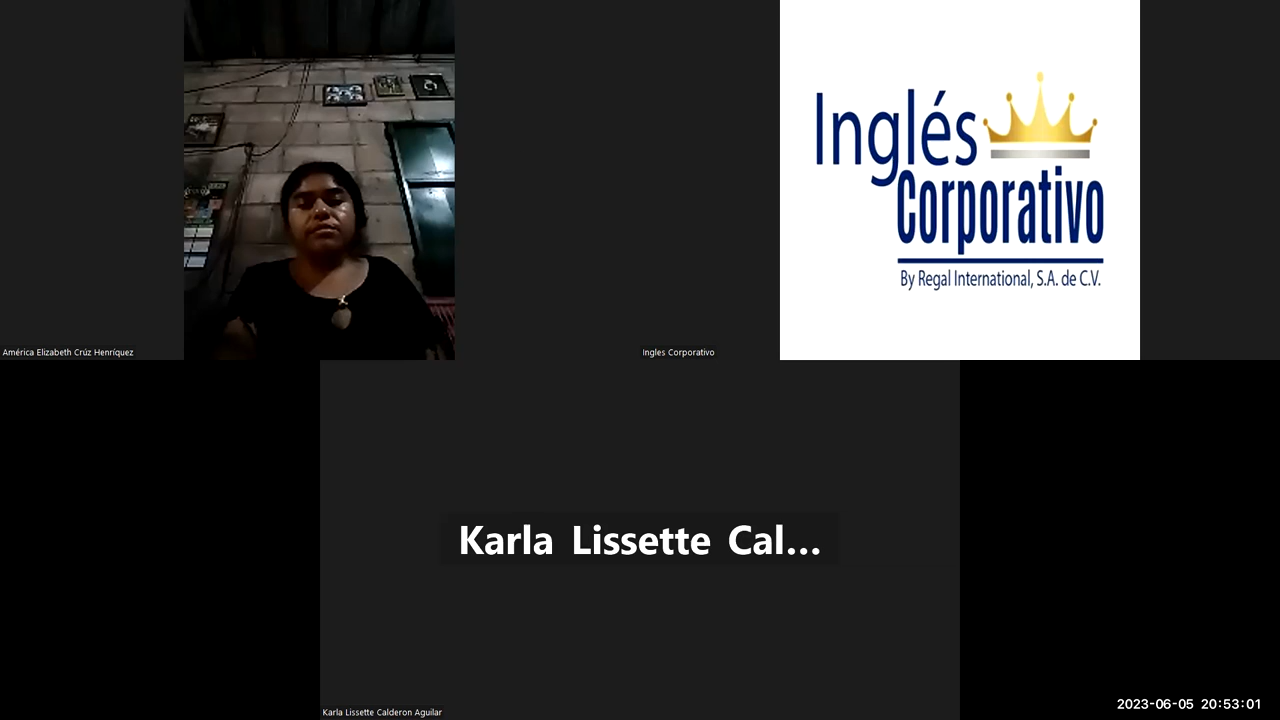 Inglés
Corporativo
By Regal International, S.A. de C.V.
América Elizabeth Crúz Henríquez
Ingles Corporativo
Karla Lissette Cal...
Karla Lissette Calderon Aguilar
2023-06-05 20:53:01